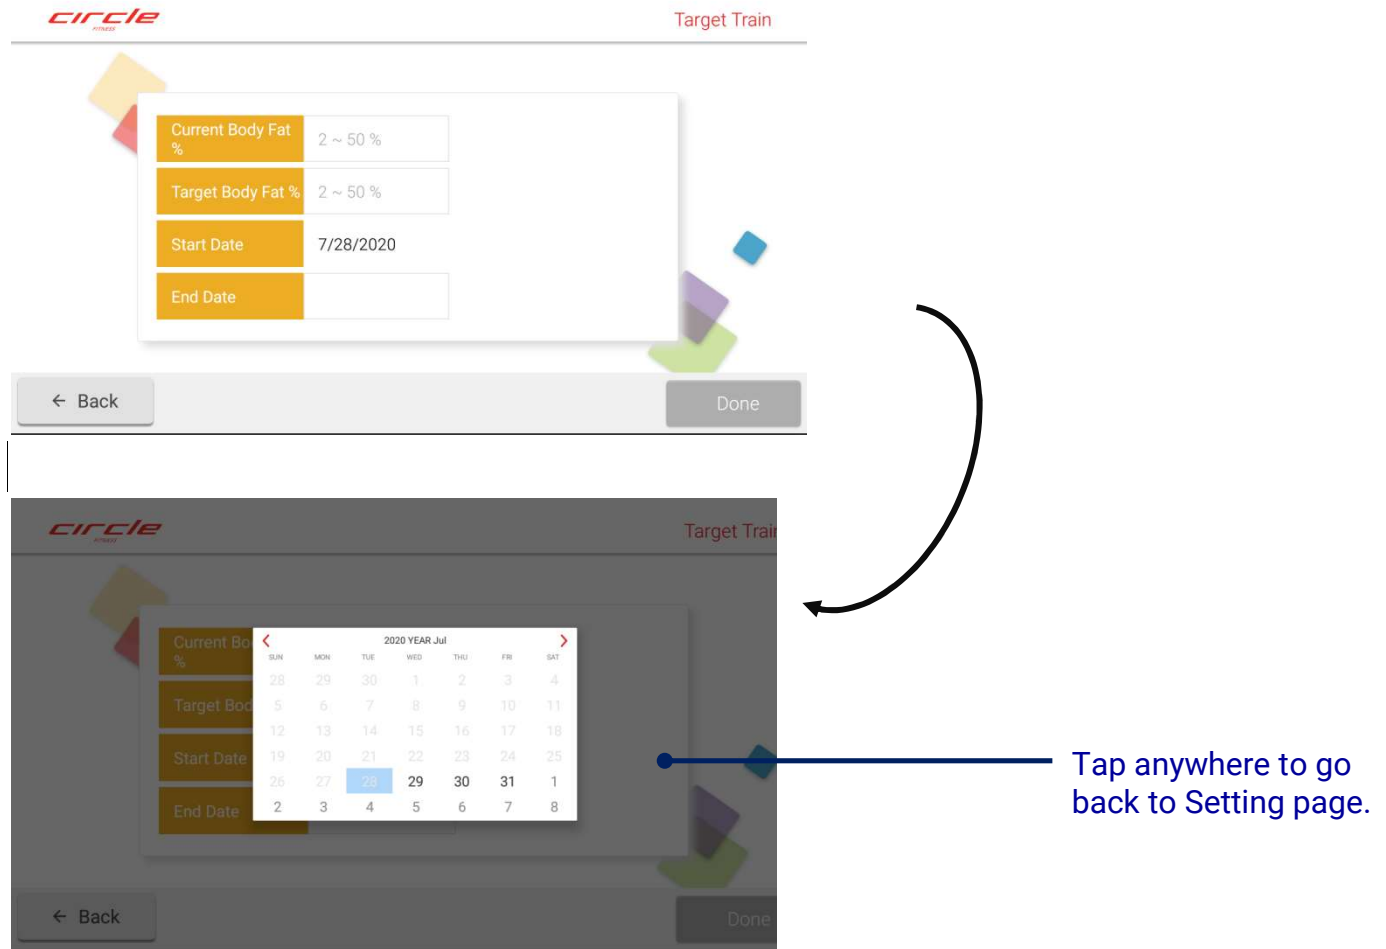 circle
FITNESS
Target Train
Current Body Fat
%
2 ~ 50 %
Target Body Fat %
2 ~ 50 %
Start Date
7/28/2020
End Date
← Back
Done
circle
FITNESS
Target Train
Current Bo
%
Target Bod
Start Date
End Date
2020 YEAR Jul
SUN MON TUE WED THU FRI SAT
28 29 30 1 2 3 4
5 6 7 8 9 10 11
12 13 14 15 16 17 18
19 20 21 22 23 24 25
26 27 28 29 30 31 1
2 3 4 5 6 7 8
← Back
Done
Tap anywhere to go
back to Setting page.